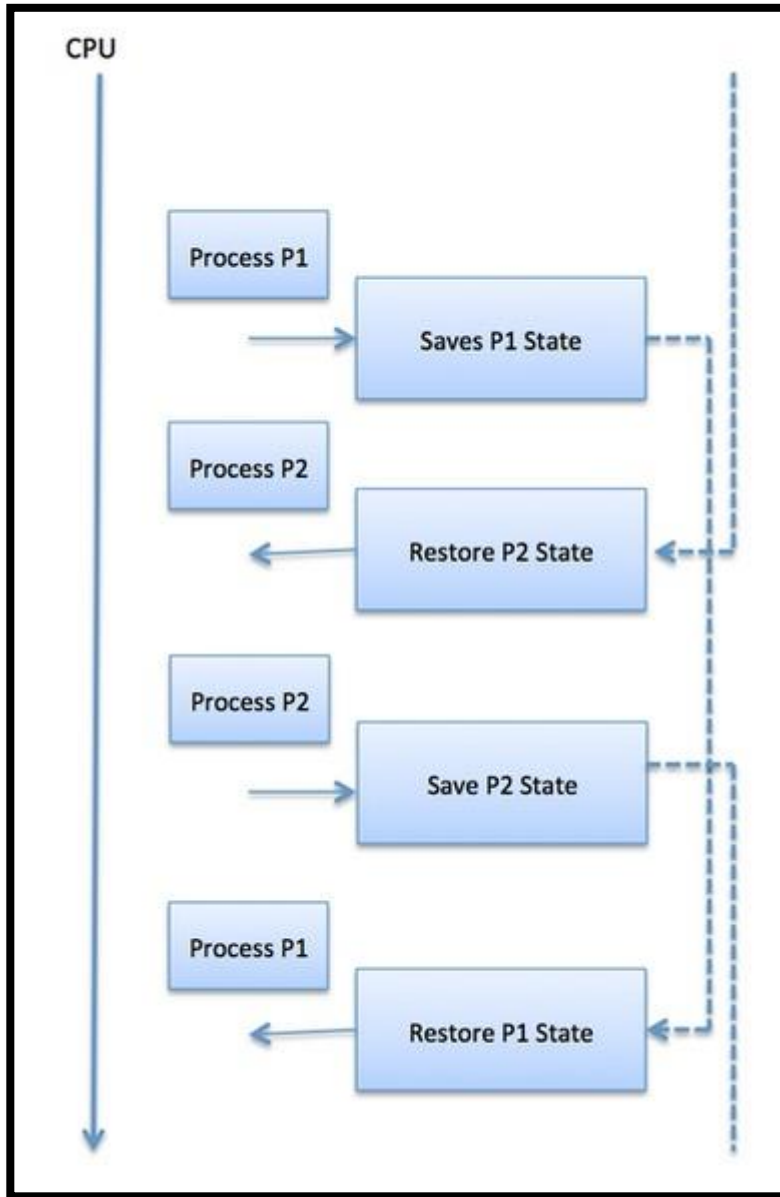 CPU
Process P1
Saves P1 State
Process P2
Restore P2 State
Process P2
Save P2 State
Process P1
Restore P1 State